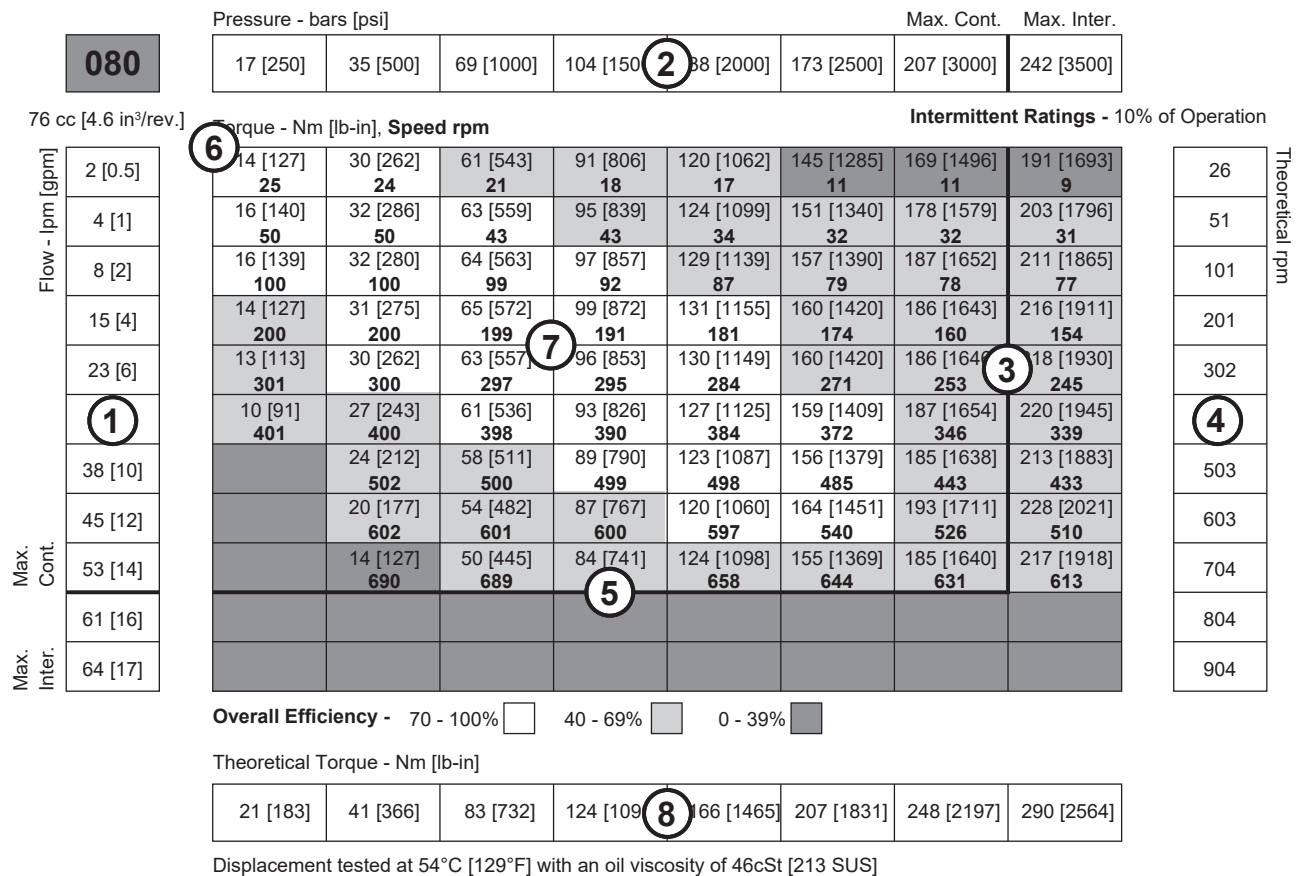 Pressure - bars [psi] Max. Cont. Max. Inter.
080 17 [250] 35 [500] 69 [1000] 104 [150 2 38 [2000] 173 [2500] 207 [3000] 242 [3500]
76 cc [4.6 in³/rev.] Torque - Nm [lb-in], Speed rpm Intermittent Ratings - 10% of Operation
6
Flow - lpm [gpm]
Theoretical rpm
2 [0.5] 14 [127] 30 [262] 61 [543] 91 [806] 120 [1062] 145 [1285] 169 [1496] 191 [1693] 26
25 24 21 18 17 11 11 9
4 [1] 16 [140] 32 [286] 63 [559] 95 [839] 124 [1099] 151 [1340] 178 [1579] 203 [1796] 51
50 50 43 43 34 32 32 31
8 [2] 16 [139] 32 [280] 64 [563] 97 [857] 129 [1139] 157 [1390] 187 [1652] 211 [1865] 101
100 100 99 92 87 79 78 77
15 [4] 14 [127] 31 [275] 65 [572] 99 [872] 131 [1155] 160 [1420] 186 [1643] 216 [1911] 201
200 200 199 191 181 174 160 154
7
23 [6] 13 [113] 30 [262] 63 [557] 96 [853] 130 [1149] 160 [1420] 186 [164 3 218 [1930] 302
301 300 297 295 284 271 253 245
1 10 [91] 27 [243] 61 [536] 93 [826] 127 [1125] 159 [1409] 187 [1654] 220 [1945] 4
401 400 398 390 384 372 346 339
38 [10] 24 [212] 58 [511] 89 [790] 123 [1087] 156 [1379] 185 [1638] 213 [1883] 503
502 500 499 498 485 443 433
45 [12] 20 [177] 54 [482] 87 [767] 120 [1060] 164 [1451] 193 [1711] 228 [2021] 603
602 601 600 597 540 526 510
Max. Cont.
53 [14] 14 [127] 50 [445] 84 [741] 124 [1098] 155 [1369] 185 [1640] 217 [1918] 704
690 689 658 644 631 613
5
61 [16] 804
Max. Inter.
64 [17] 904
Overall Efficiency - 70 - 100% 40 - 69% 0 - 39%
Theoretical Torque - Nm [lb-in]
21 [183] 41 [366] 83 [732] 124 [109 8 166 [1465] 207 [1831] 248 [2197] 290 [2564]
Displacement tested at 54°C [129°F] with an oil viscosity of 46cSt [213 SUS]